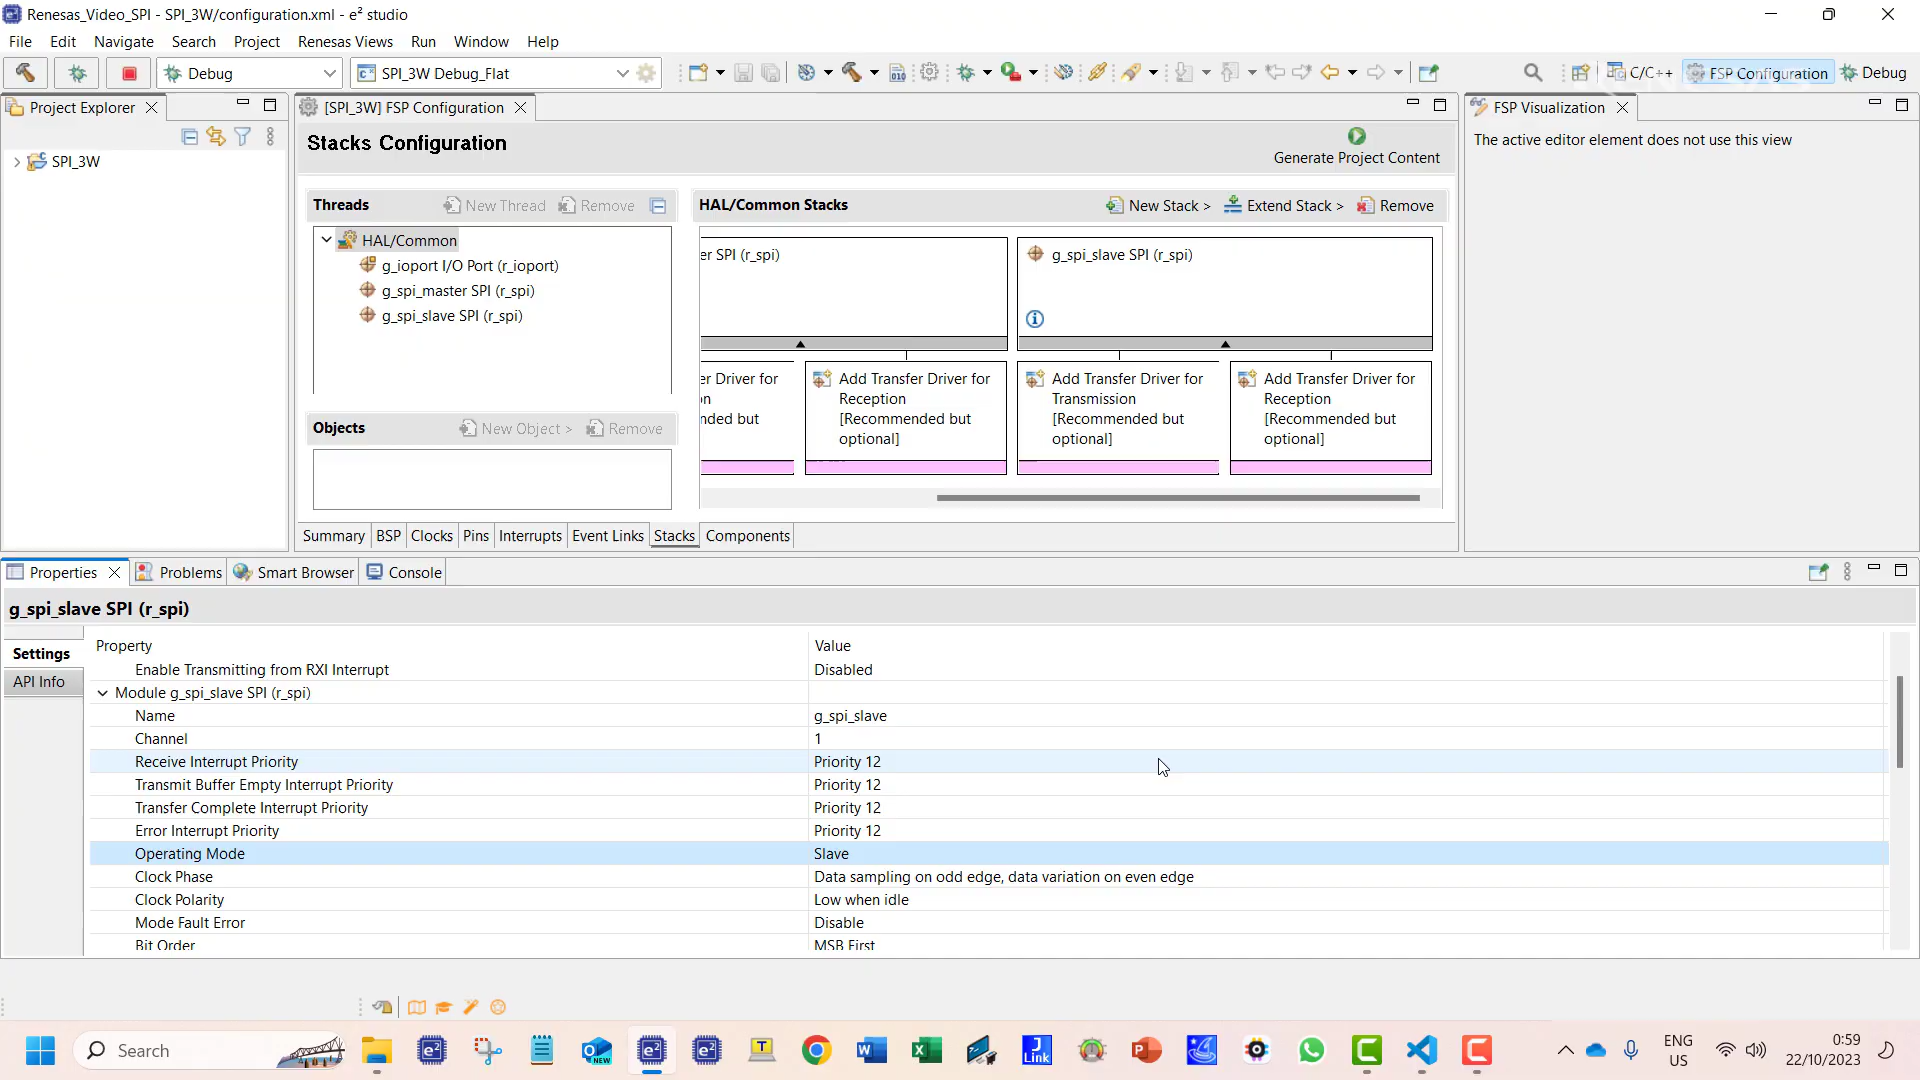 Renesas_Video_SPI - SPI_3W/configuration.xml - e² studio
File Edit Navigate Search Project Renesas Views Run Window Help
Debug SPI_3W Debug_Flat C/C++ FSP Configuration Debug
Project Explorer
SPI_3W
[SPI_3W] FSP Configuration
Stacks Configuration
Generate Project Content
Threads New Thread Remove
HAL/Common
g_ioport I/O Port (r_ioport)
g_spi_master SPI (r_spi)
g_spi_slave SPI (r_spi)
Objects New Object > Remove
HAL/Common Stacks New Stack > Extend Stack > Remove
er SPI (r_spi)
g_spi_slave SPI (r_spi)
er Driver for
on
nded but
Add Transfer Driver for
Reception
[Recommended but
optional]
Add Transfer Driver for
Transmission
[Recommended but
optional]
Add Transfer Driver for
Reception
[Recommended but
optional]
Summary BSP Clocks Pins Interrupts Event Links Stacks Components
FSP Visualization
The active editor element does not use this view
Properties Problems Smart Browser Console
g_spi_slave SPI (r_spi)
Settings
API Info
Property Value
Enable Transmitting from RXI Interrupt Disabled
Module g_spi_slave SPI (r_spi)
Name g_spi_slave
Channel 1
Receive Interrupt Priority Priority 12
Transmit Buffer Empty Interrupt Priority Priority 12
Transfer Complete Interrupt Priority Priority 12
Error Interrupt Priority Priority 12
Operating Mode Slave
Clock Phase Data sampling on odd edge, data variation on even edge
Clock Polarity Low when idle
Mode Fault Error Disable
Bit Order MSB First
Search
ENG
US
0:59
22/10/2023